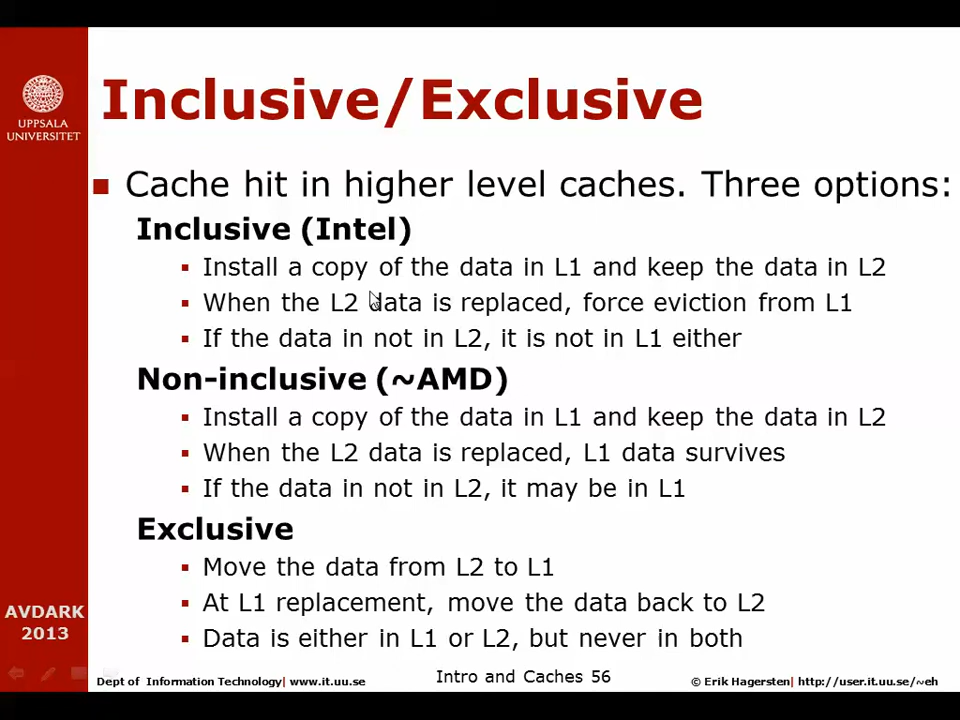 UPPSALA
UNIVERSITET
Inclusive/Exclusive
Cache hit in higher level caches. Three options:
Inclusive (Intel)
Install a copy of the data in L1 and keep the data in L2
When the L2 data is replaced, force eviction from L1
If the data in not in L2, it is not in L1 either
Non-inclusive (~AMD)
Install a copy of the data in L1 and keep the data in L2
When the L2 data is replaced, L1 data survives
If the data in not in L2, it may be in L1
Exclusive
Move the data from L2 to L1
At L1 replacement, move the data back to L2
Data is either in L1 or L2, but never in both
AVDARK
2013
Dept of Information Technology| www.it.uu.se
Intro and Caches 56
© Erik Hagersten| http://user.it.uu.se/~eh